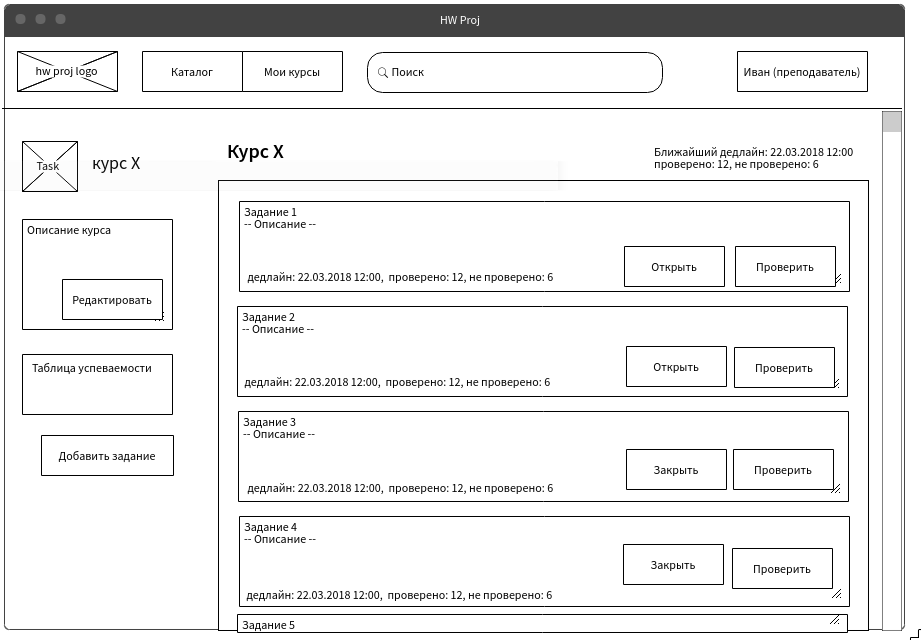 HW Proj
hw proj logo
Каталог
Мои курсы
Поиск
Иван (преподаватель)
Task
курс X
Курс X
Ближайший дедлайн: 22.03.2018 12:00
проверено: 12, не проверено: 6
Описание курса
Редактировать
Таблица успеваемости
Добавить задание
Задание 1
-- Описание --
дедлайн: 22.03.2018 12:00, проверено: 12, не проверено: 6
Открыть
Проверить
Задание 2
-- Описание --
дедлайн: 22.03.2018 12:00, проверено: 12, не проверено: 6
Открыть
Проверить
Задание 3
-- Описание --
дедлайн: 22.03.2018 12:00, проверено: 12, не проверено: 6
Закрыть
Проверить
Задание 4
-- Описание --
дедлайн: 22.03.2018 12:00, проверено: 12, не проверено: 6
Закрыть
Проверить
Задание 5